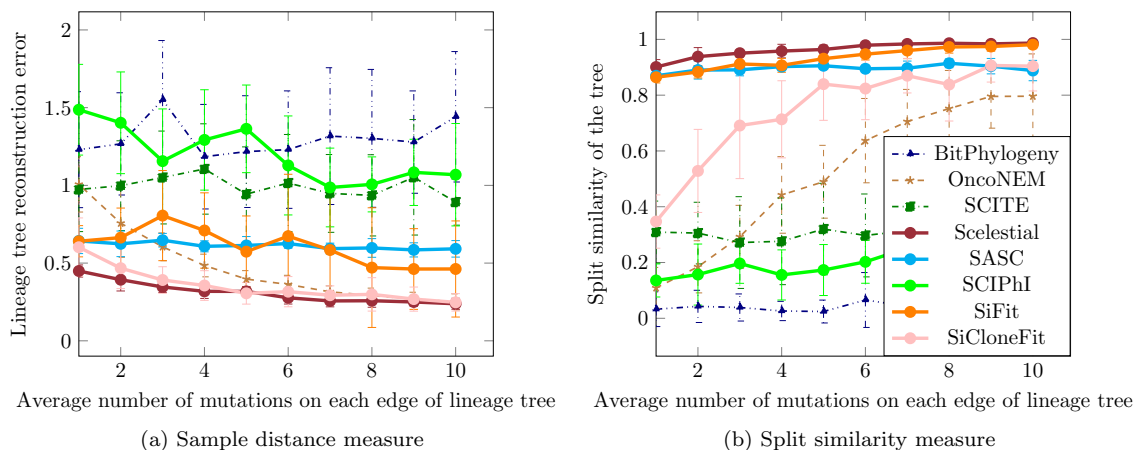 Lineage tree reconstruction error
2
1.5
1
0.5
0
2
4
6
8
10
Average number of mutations on each edge of lineage tree
(a) Sample distance measure
Split similarity of the tree
1
0.8
0.6
0.4
0.2
0
2
4
6
8
10
BitPhylogeny
OncoNEM
SCITE
Scelestial
SASC
SCIPhI
SiFit
SiCloneFit
Average number of mutations on each edge of lineage tree
(b) Split similarity measure